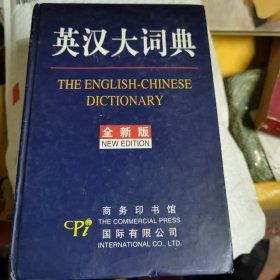 英汉大词典
THE ENGLISH-CHINESE
DICTIONARY
全新版
NEW EDITION
商务印书馆
THE COMMERCIAL PRESS
国际有限公司
INTERNATIONAL CO., LTD.
CPi